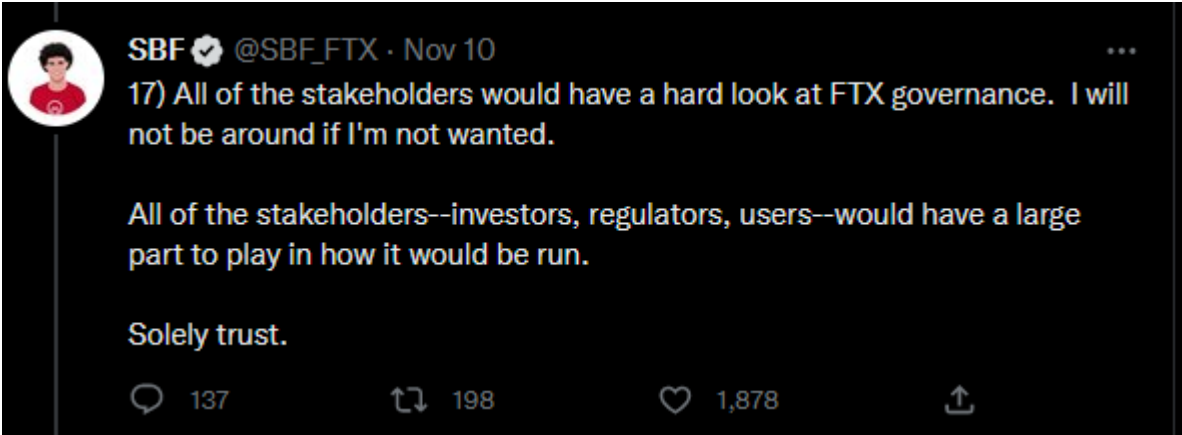 SBF @SBF_FTX · Nov 10
17) All of the stakeholders would have a hard look at FTX governance.  I will
not be around if I'm not wanted.
All of the stakeholders--investors, regulators, users--would have a large
part to play in how it would be run.
Solely trust.
137 198 1,878